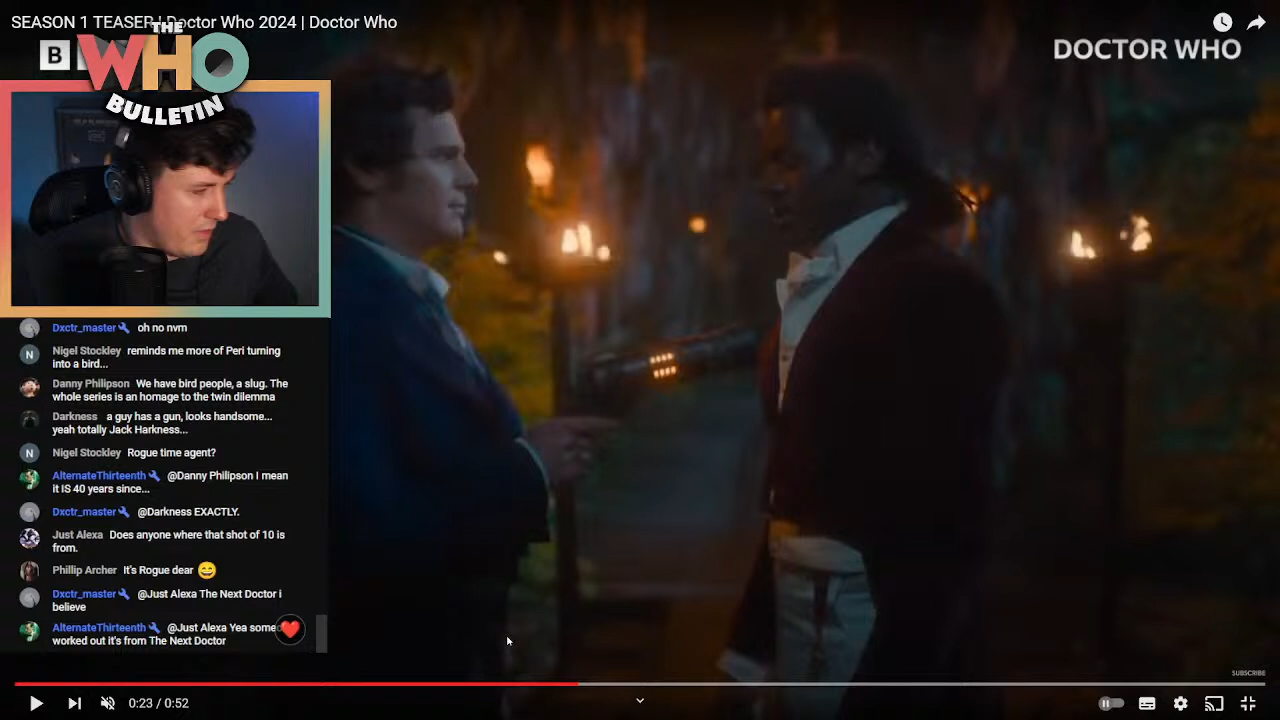 SEASON 1 TEASER | Doctor Who 2024 | Doctor Who
B
DOCTOR WHO
THE
WHO
BULLETIN
Dxctr_master oh no nvm
N
Nigel Stockley reminds me more of Peri turning
into a bird...
Danny Philipson We have bird people, a slug. The
whole series is an homage to the twin dilemma
Darkness a guy has a gun, looks handsome...
yeah totally Jack Harkness...
N
Nigel Stockley Rogue time agent?
AlternateThirteenth @Danny Philipson I mean
it IS 40 years since...
Dxctr_master @Darkness EXACTLY.
Just Alexa Does anyone where that shot of 10 is
from.
Phillip Archer It's Rogue dear 😄
Dxctr_master @Just Alexa The Next Doctor i
believe
AlternateThirteenth @Just Alexa Yea some
worked out it's from The Next Doctor
SUBSCRIBE
0:23 / 0:52